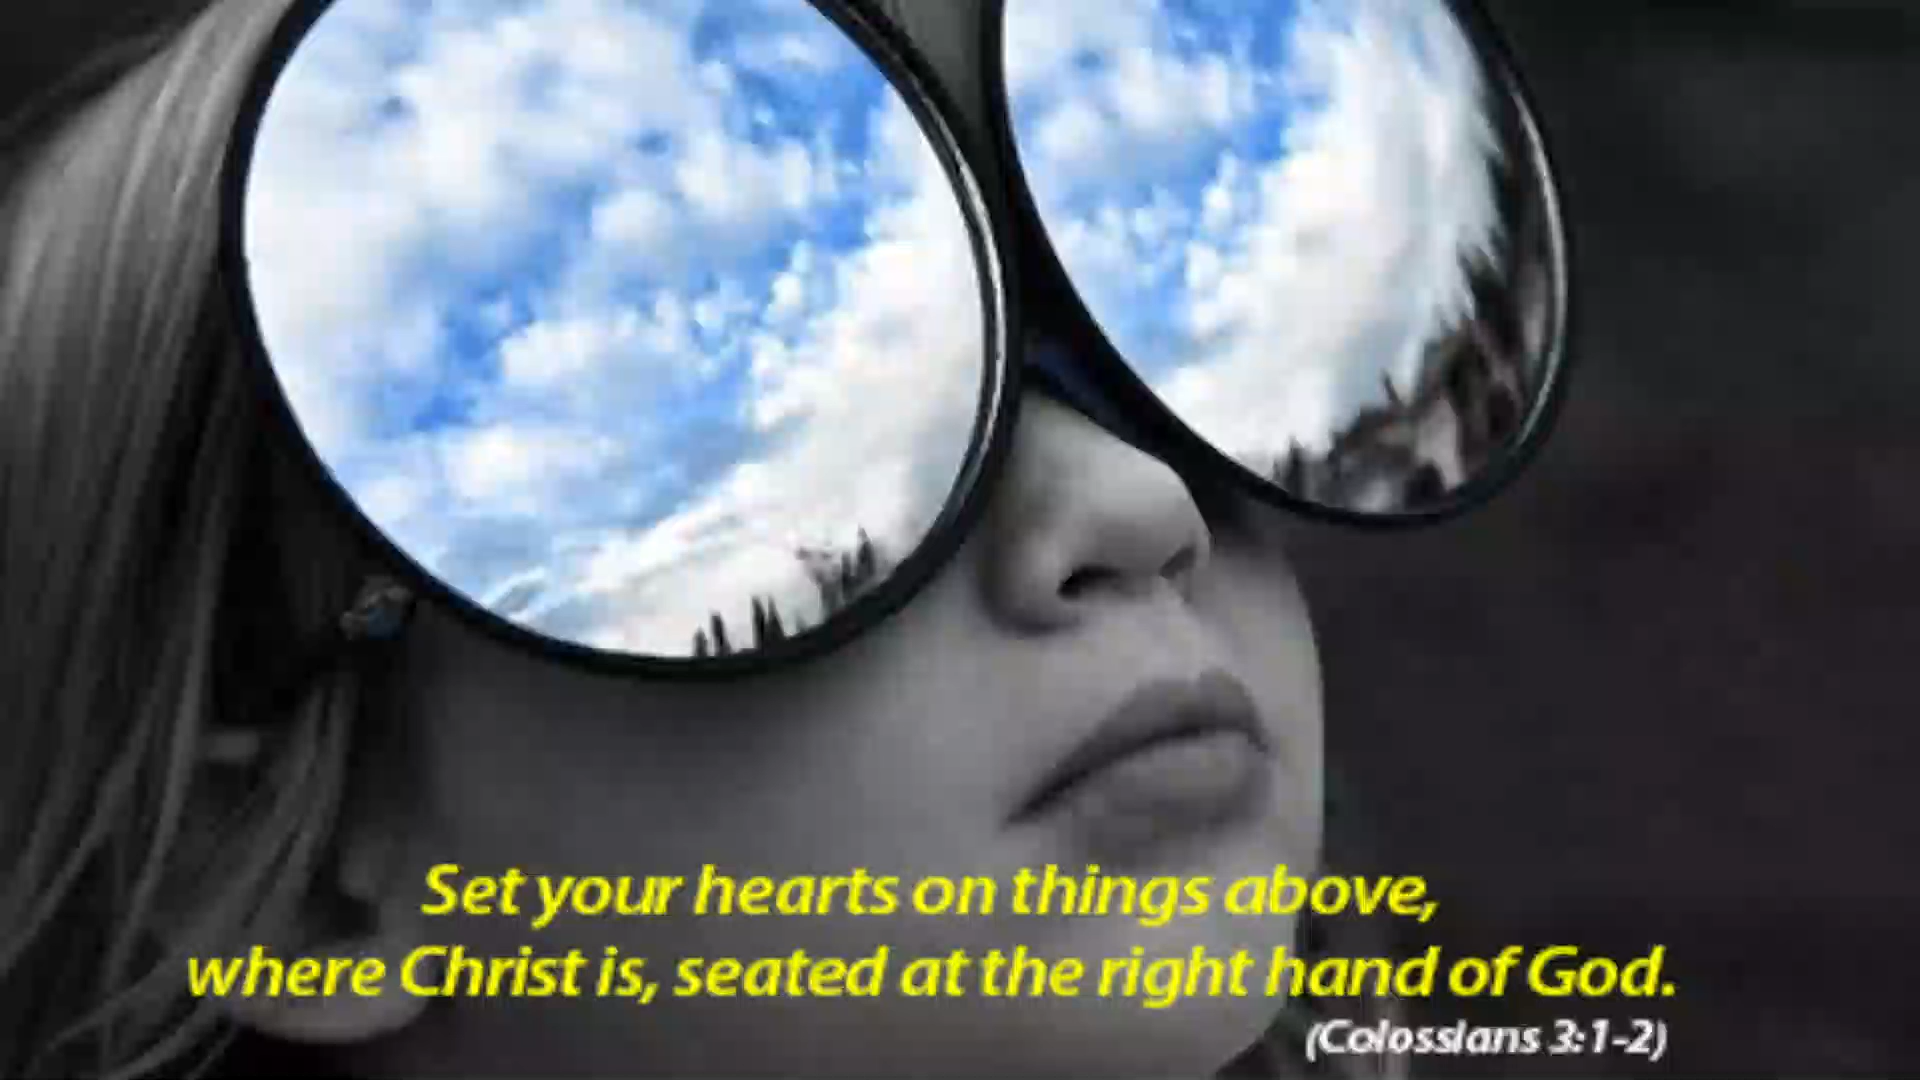 Set your hearts on things above,
where Christ is, seated at the right hand of God.
(Colossians 3:1-2)